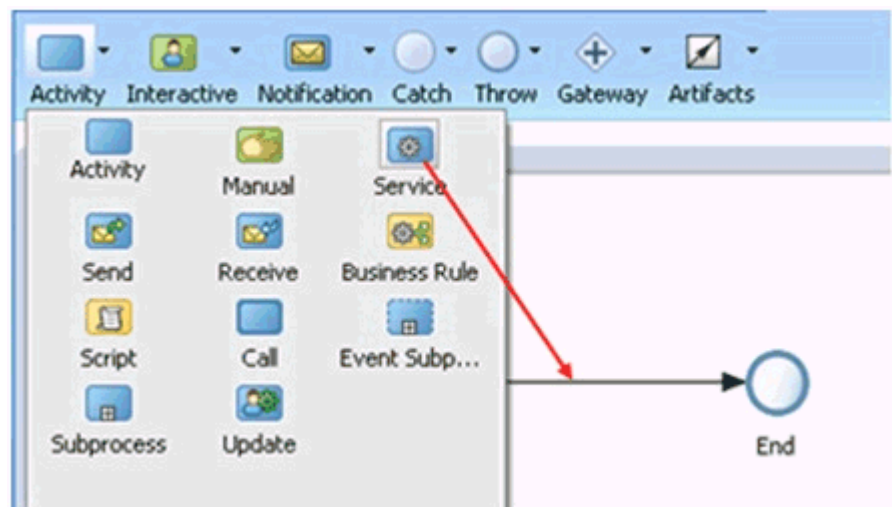 Activity Interactive Notification Catch Throw Gateway Artifacts
Activity Manual Service
Send Receive Business Rule
Script Call Event Subp...
Subprocess Update
End